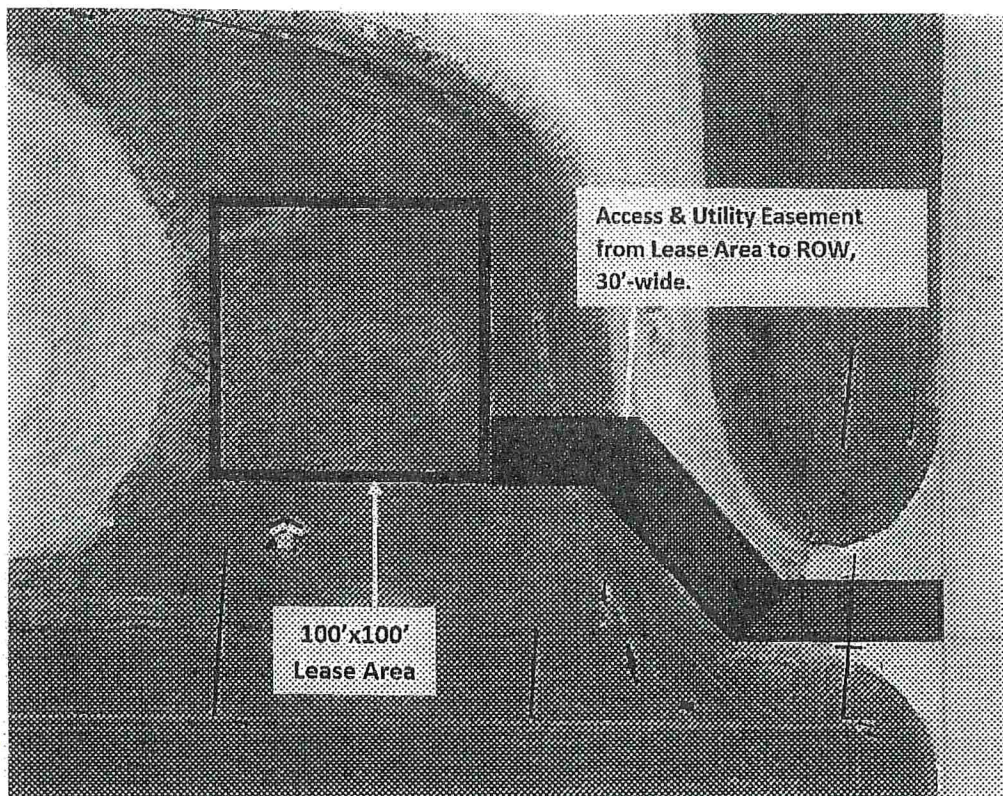 Access & Utility Easement
from Lease Area to ROW,
30'-wide.
100'x100'
Lease Area